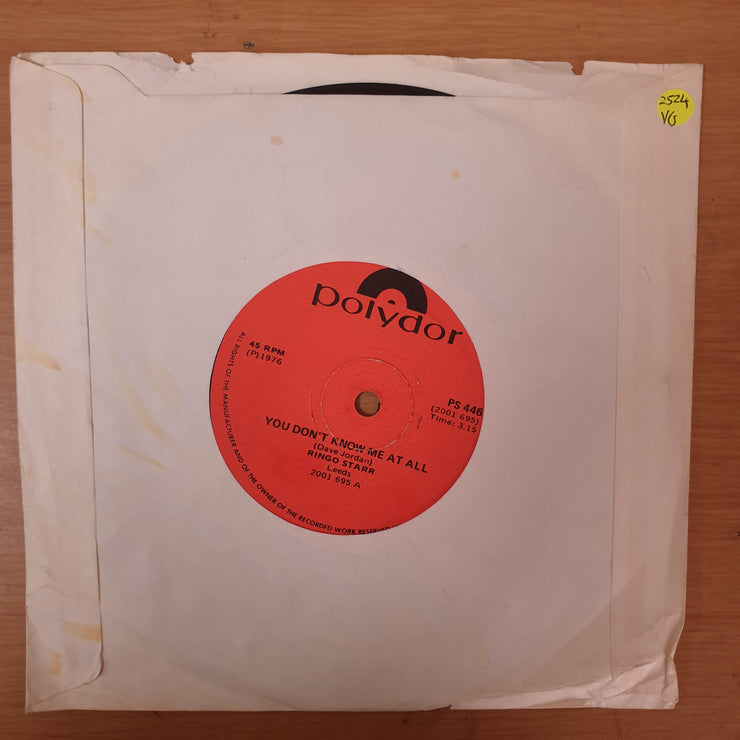 2524
VG
polydor
45 RPM
(P)1976
PS 446
(2001 695)
Time: 3.15
YOU DON'T KNOW ME AT ALL
(Dave Jordan)
RINGO STARR
Leeds
2001 695 A
ALL RIGHTS OF THE MANUFACTURER AND OF THE OWNER OF THE RECORDED WORK RESERVED